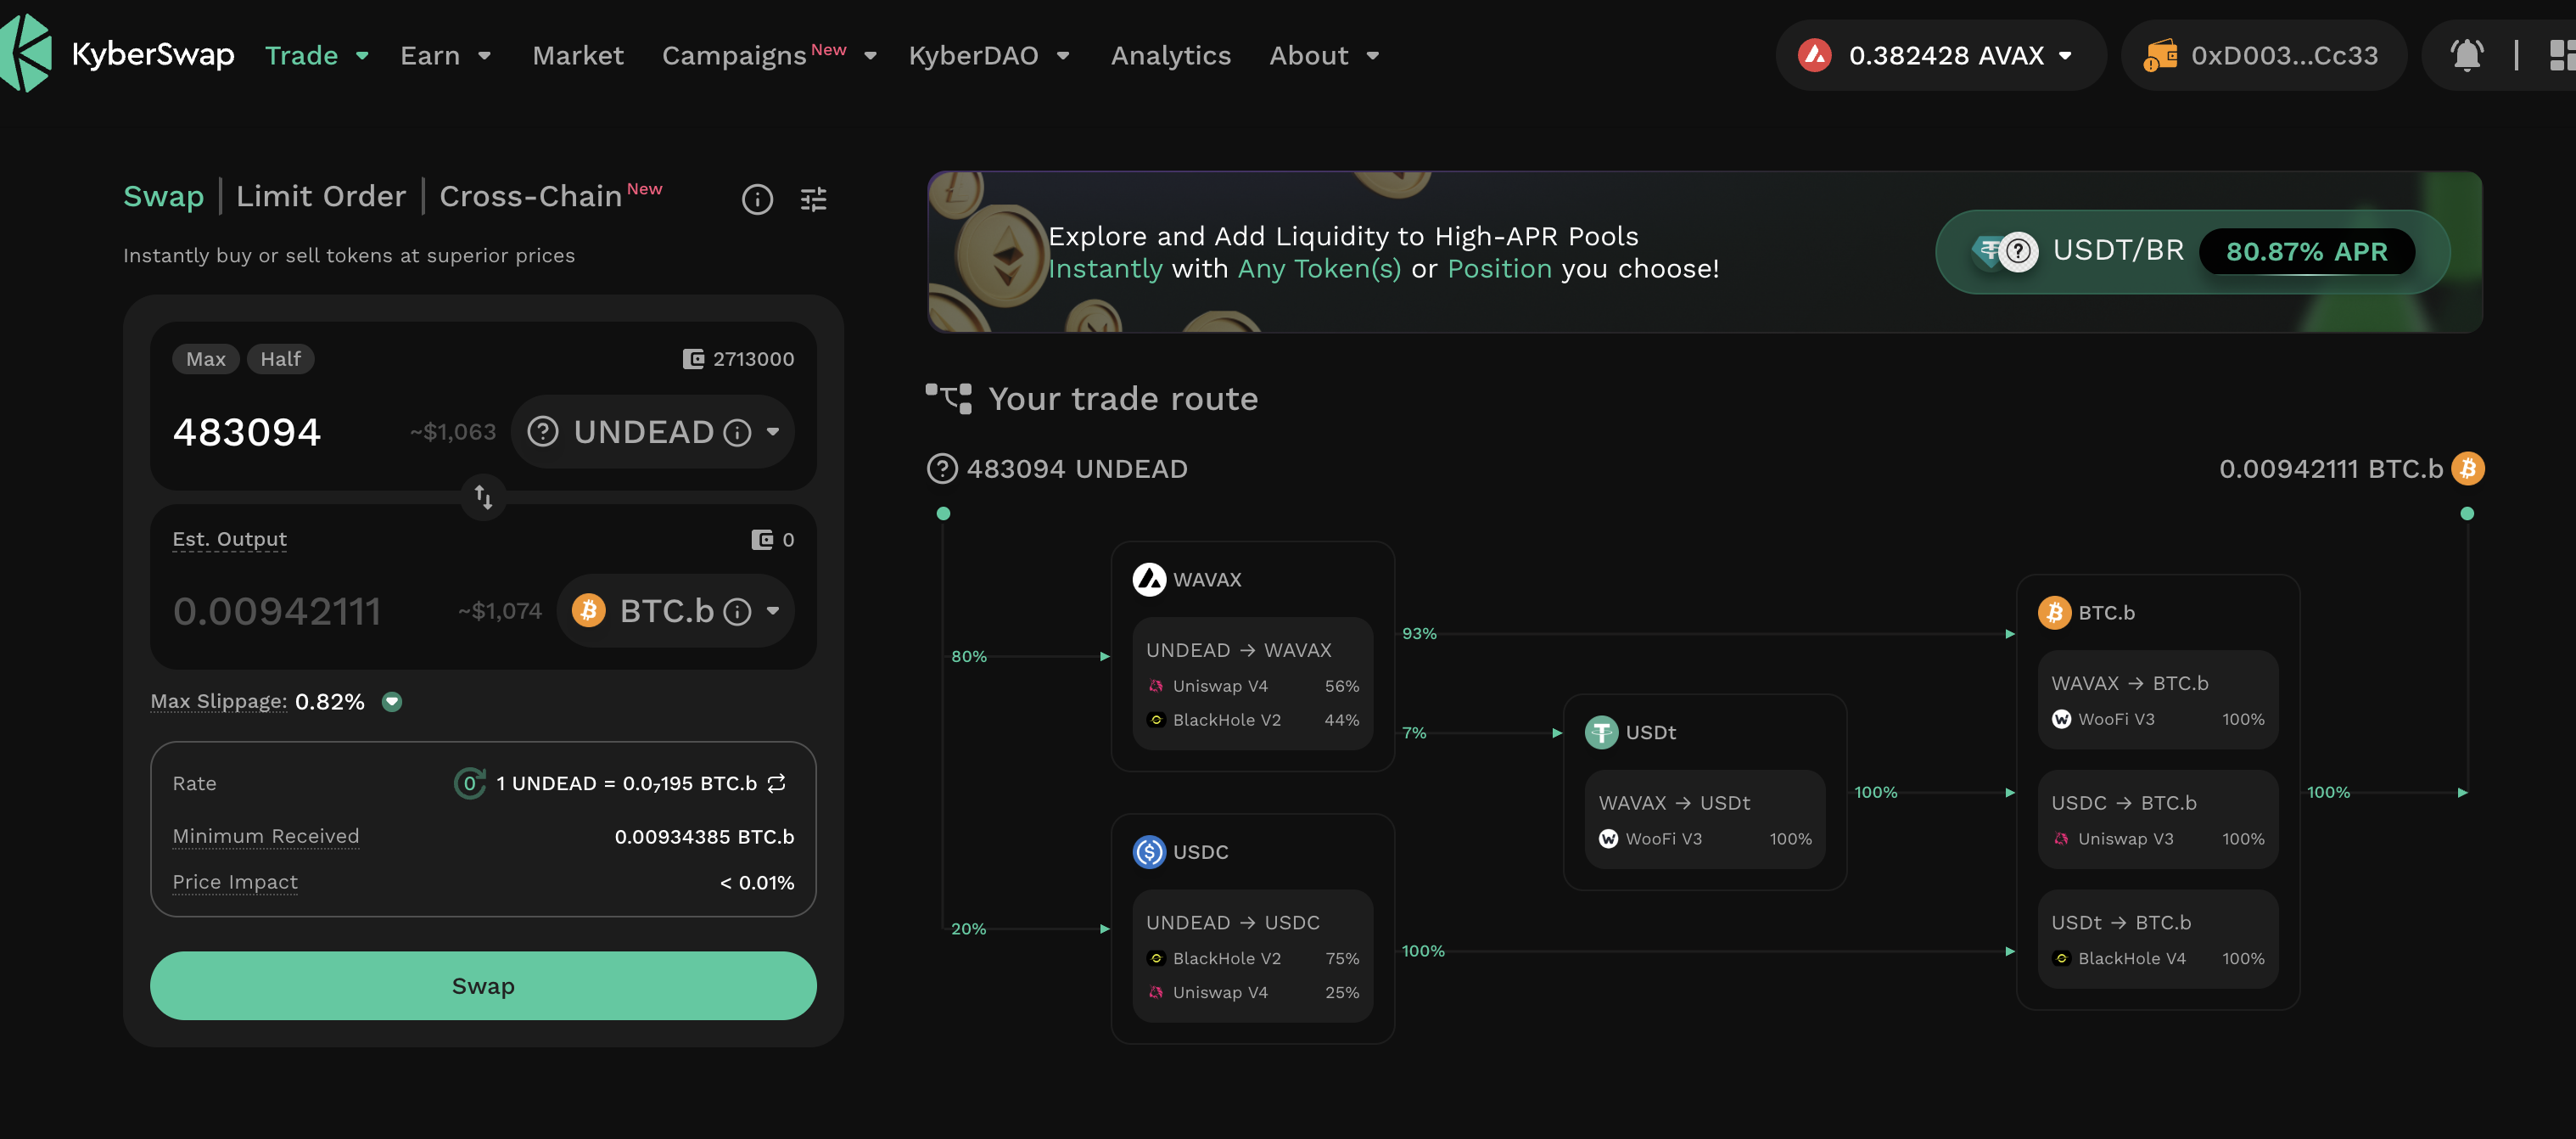 KyberSwap Trade Earn Market Campaigns New KyberDAO Analytics About 0.382428 AVAX 0xD003...Cc33
Swap | Limit Order | Cross-Chain New
Instantly buy or sell tokens at superior prices
Max Half 2713000
483094 ~$1,063 UNDEAD
Est. Output 0
0.00942111 ~$1,074 BTC.b
Max Slippage: 0.82%
Rate 0 1 UNDEAD = 0.0₇195 BTC.b
Minimum Received 0.00934385 BTC.b
Price Impact < 0.01%
Swap
Explore and Add Liquidity to High-APR Pools
Instantly with Any Token(s) or Position you choose!
USDT/BR 80.87% APR
Your trade route
483094 UNDEAD 0.00942111 BTC.b
80%
WAVAX
UNDEAD → WAVAX
Uniswap V4 56%
BlackHole V2 44%
93%
7%
20%
USDC
UNDEAD → USDC
BlackHole V2 75%
Uniswap V4 25%
100%
USDt
WAVAX → USDt
WooFi V3 100%
100%
BTC.b
WAVAX → BTC.b
WooFi V3 100%
USDC → BTC.b
Uniswap V3 100%
USDt → BTC.b
BlackHole V4 100%
100%